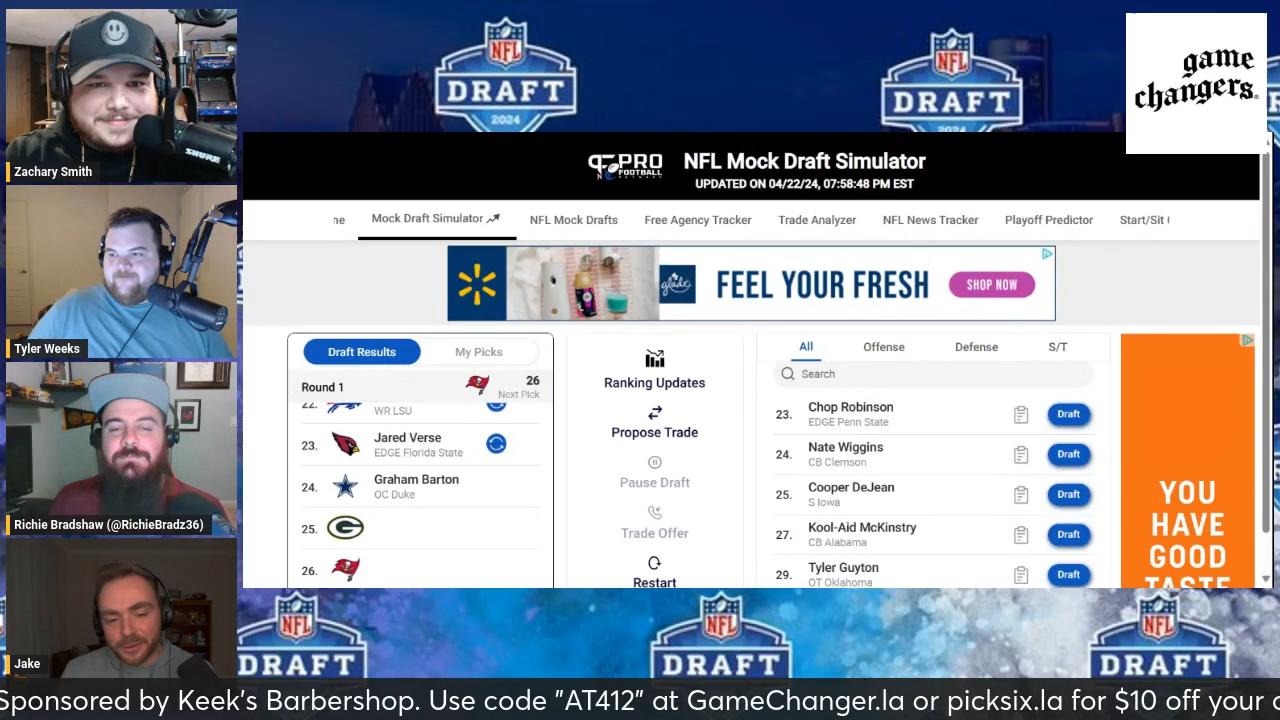 SHURE
Zachary Smith
Tyler Weeks
Richie Bradshaw (@RichieBradz36)
Jake
NFL
DRAFT
2024
NFL
DRAFT
2024
game
changers
PRO
FOOTBALL
NETWORK
NFL Mock Draft Simulator
UPDATED ON 04/22/24, 07:58:48 PM EST
ne
Mock Draft Simulator
NFL Mock Drafts
Free Agency Tracker
Trade Analyzer
NFL News Tracker
Playoff Predictor
Start/Sit
glade
FEEL YOUR FRESH
SHOP NOW
Draft Results
My Picks
Round 1
26
Next Pick
22.
WR LSU
23.
Jared Verse
EDGE Florida State
24.
Graham Barton
OC Duke
25.
26.
Ranking Updates
Propose Trade
Pause Draft
Trade Offer
Restart
All
Offense
Defense
S/T
Search
23.
Chop Robinson
EDGE Penn State
Draft
24.
Nate Wiggins
CB Clemson
Draft
25.
Cooper DeJean
S Iowa
Draft
27.
Kool-Aid McKinstry
CB Alabama
Draft
29.
Tyler Guyton
OT Oklahoma
Draft
YOU
HAVE
GOOD
TASTE
NFL
DRAFT
NFL
DRAFT
NFL
DRAFT
Sponsored by Keek's Barbershop. Use code "AT412" at GameChanger.la or picksix.la for $10 off your